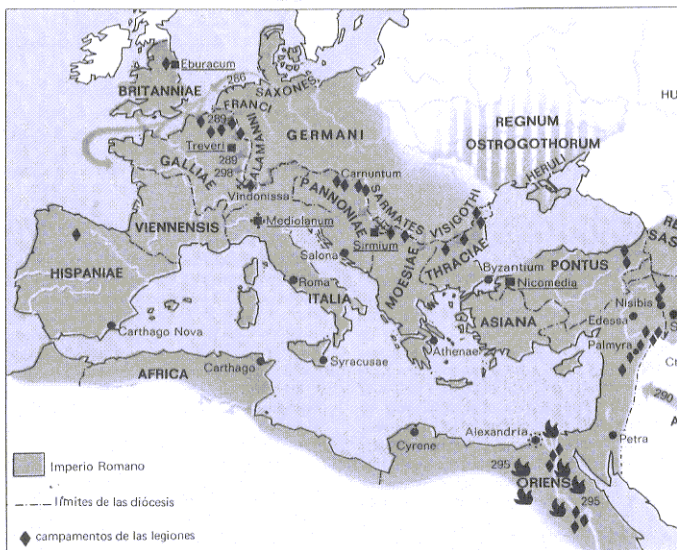 Eburacum
BRITANNIAE
286
SAXONES
FRANCI
289
ALAMANNI
GERMANI
Treveri
289
298
GALLIAE
Vindonissa
Carnuntum
PANNONIAE
SARMATES
REGNUM
OSTROGOTHORUM
HERULI
VISIGOTHI
VIENNENSIS
Mediolanum
Sirmium
MOESIAE
THRACIAE
HISPANIAE
Salona
Roma
ITALIA
Byzantium
PONTUS
Nicomedia
ASIANA
Nisibis
Edessa
Palmyra
Carthago Nova
Carthago
Syracusae
Athenae
AFRICA
290
Cyrene
Alexandria
Petra
295
ORIENS
295
Imperio Romano
límites de las diócesis
campamentos de las legiones